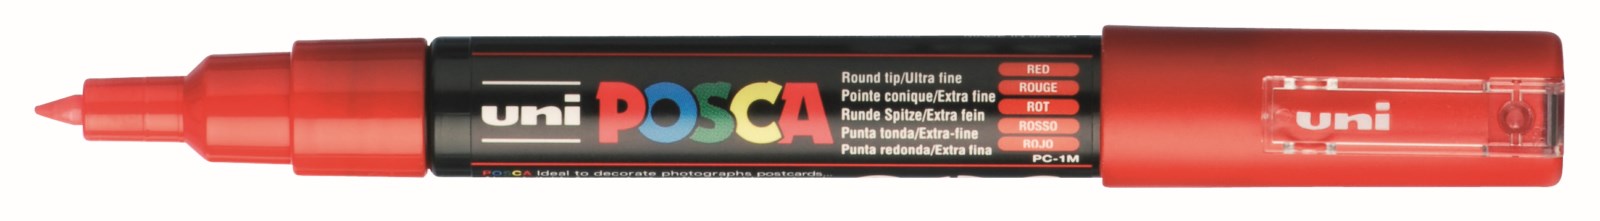 uni POSCA
Round tip/Ultra fine
Pointe conique/Extra fine
Runde Spitze/Extra fein
Punta tonda/Extra-fine
Punta redonda/Extra fina
RED
ROUGE
ROT
ROSSO
ROJO
PC-1M
POSCA Ideal to decorate photographs, postcards...
uni